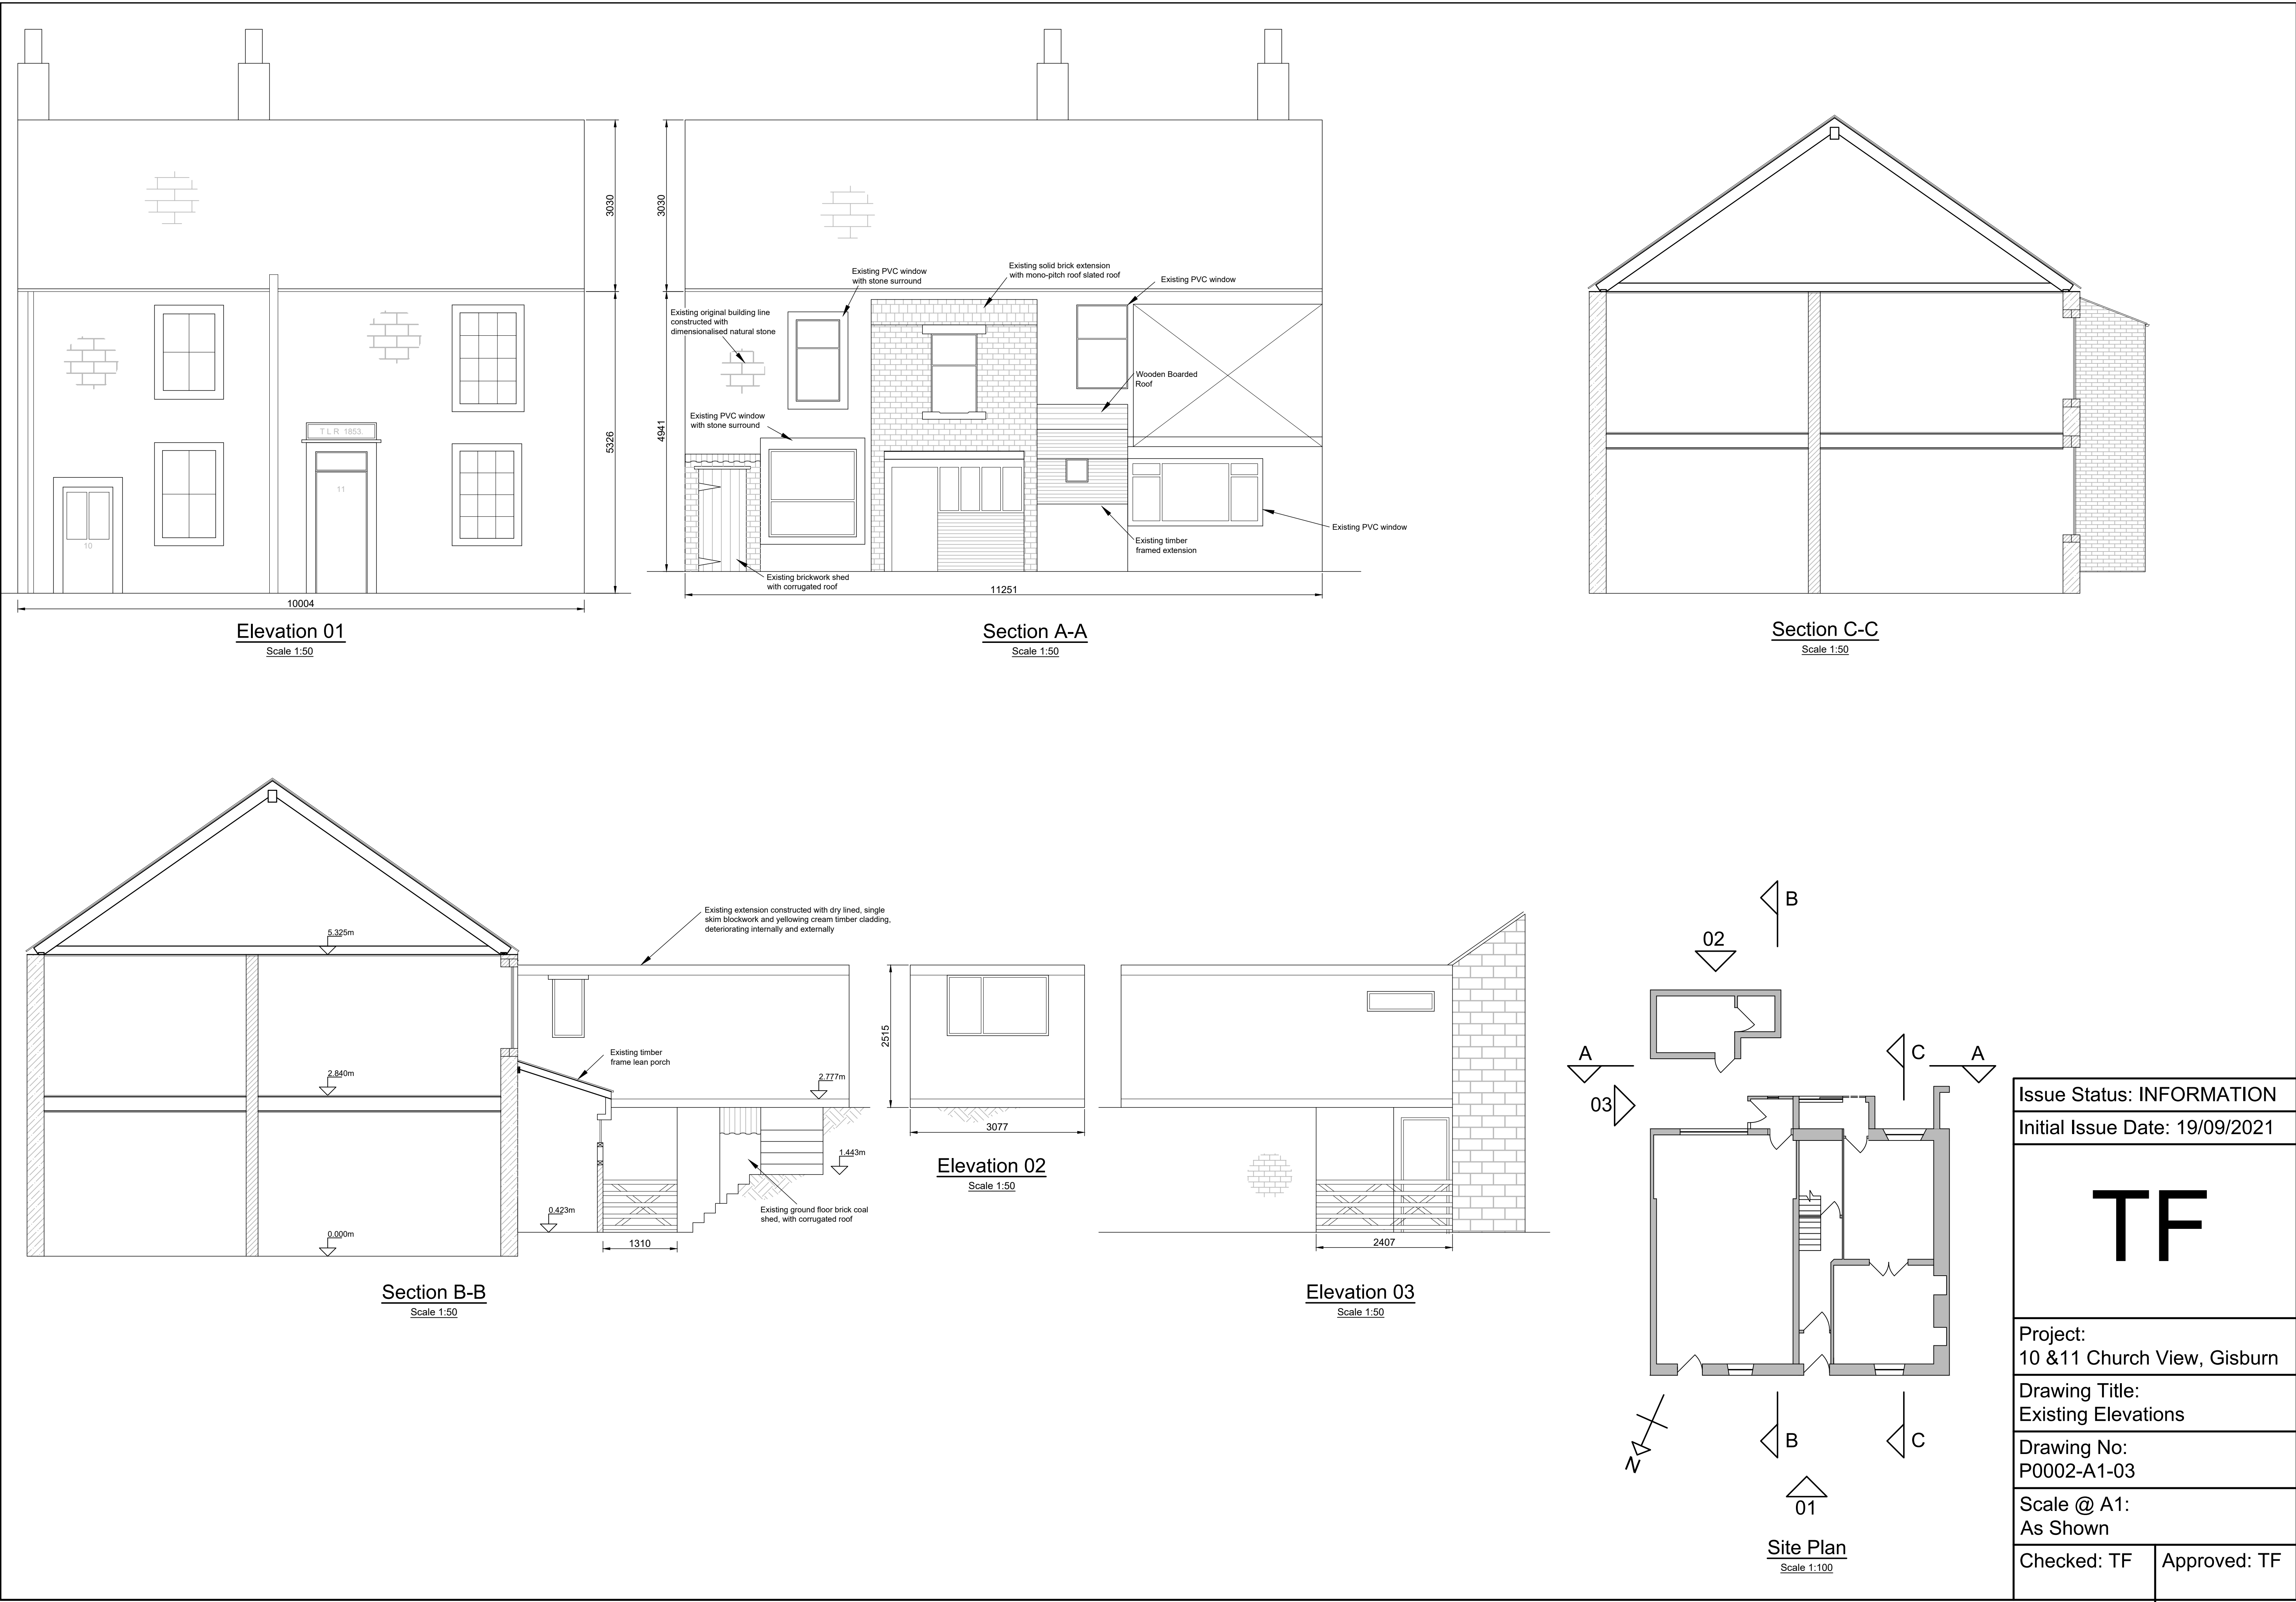 3030
5326
T L R 1853
11
10
10004
Elevation 01
Scale 1:50
3030
4941
Existing PVC window
with stone surround
Existing solid brick extension
with mono-pitch roof slated roof
Existing PVC window
Existing original building line
constructed with
dimensionalised natural stone
Wooden Boarded
Roof
Existing PVC window
with stone surround
Existing PVC window
Existing timber
framed extension
Existing brickwork shed
with corrugated roof
11251
Section A-A
Scale 1:50
Section C-C
Scale 1:50
Existing extension constructed with dry lined, single
skim blockwork and yellowing cream timber cladding,
deteriorating internally and externally
5.325m
Existing timber
frame lean porch
2.840m
2.777m
1.443m
0.423m
0.000m
Existing ground floor brick coal
shed, with corrugated roof
1310
Section B-B
Scale 1:50
2515
3077
Elevation 02
Scale 1:50
2407
Elevation 03
Scale 1:50
B
02
A
C
A
03
B
C
N
01
Site Plan
Scale 1:100
Issue Status: INFORMATION
Initial Issue Date: 19/09/2021
TF
Project:
10 &11 Church View, Gisburn
Drawing Title:
Existing Elevations
Drawing No:
P0002-A1-03
Scale @ A1:
As Shown
Checked: TF
Approved: TF